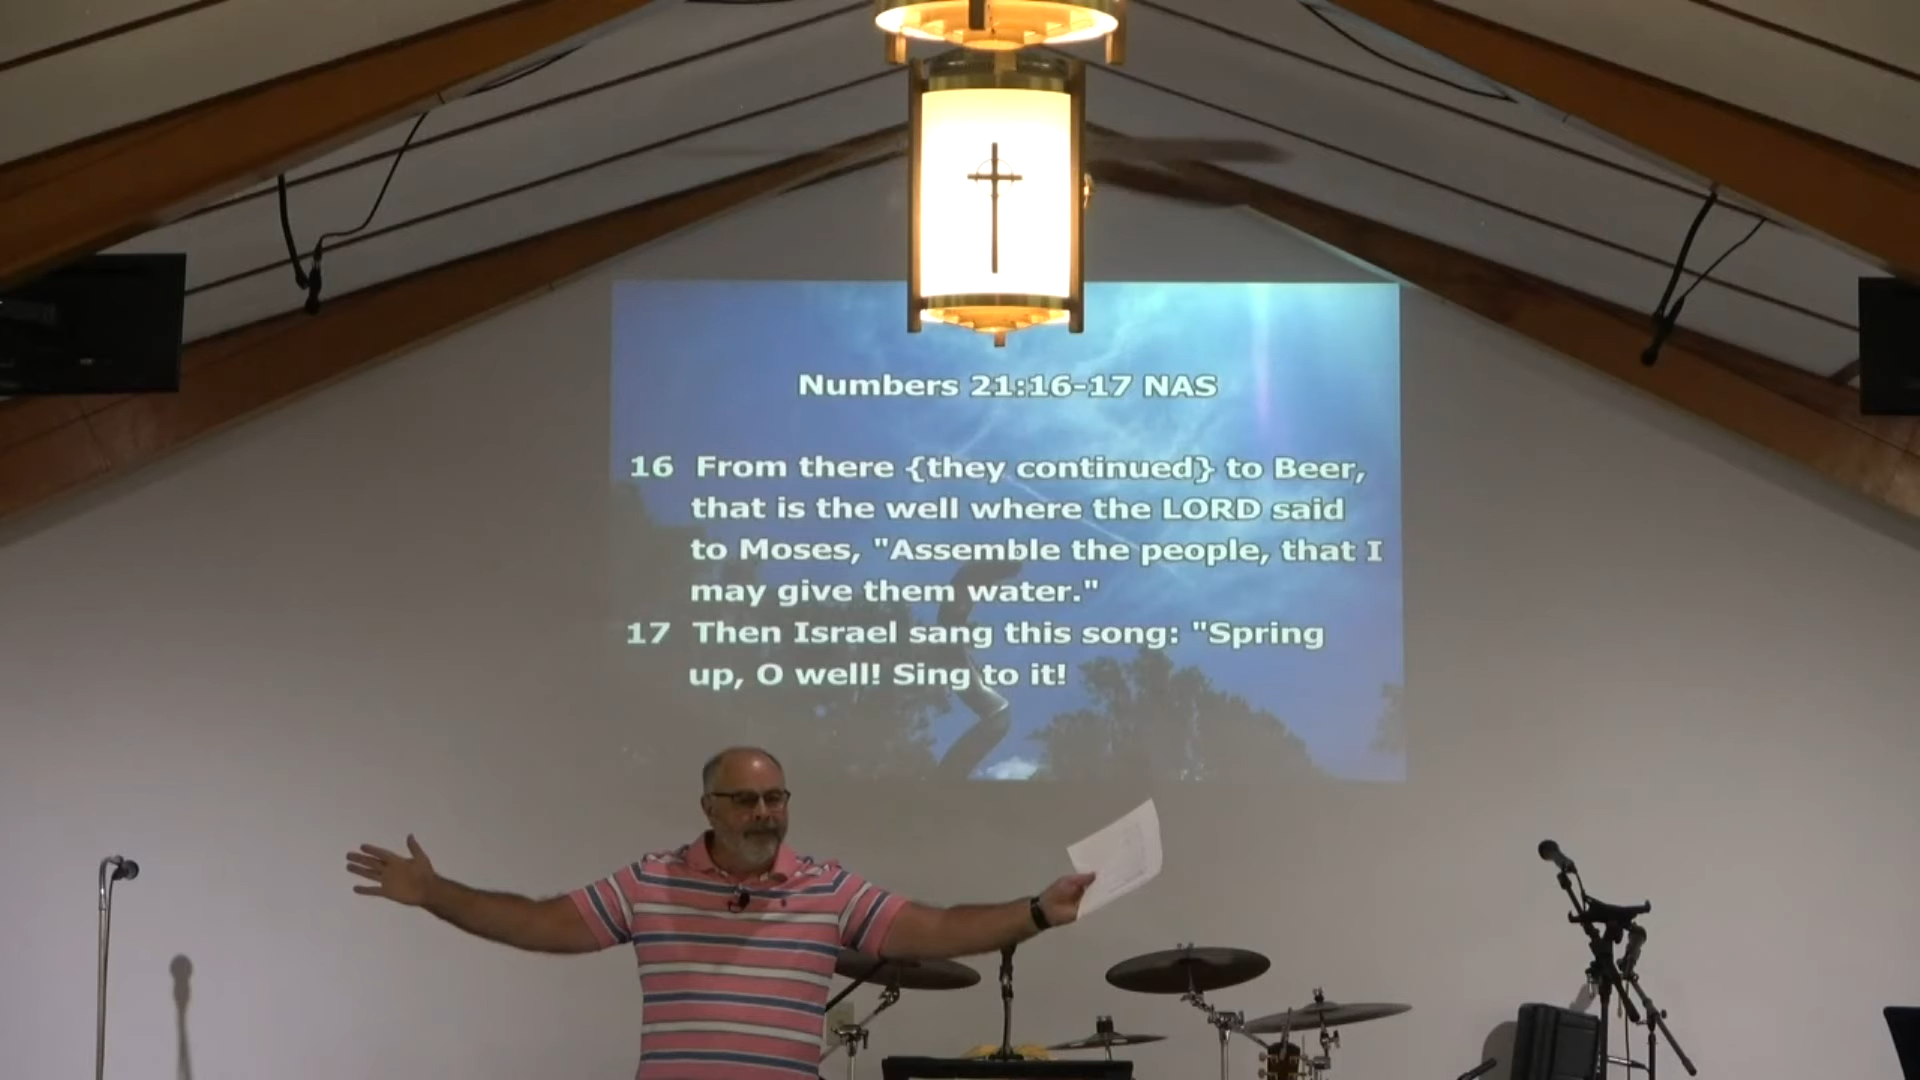 Numbers 21:16-17 NAS
16 From there {they continued} to Beer,
that is the well where the LORD said
to Moses, "Assemble the people, that I
may give them water."
17 Then Israel sang this song: "Spring
up, O well! Sing to it!